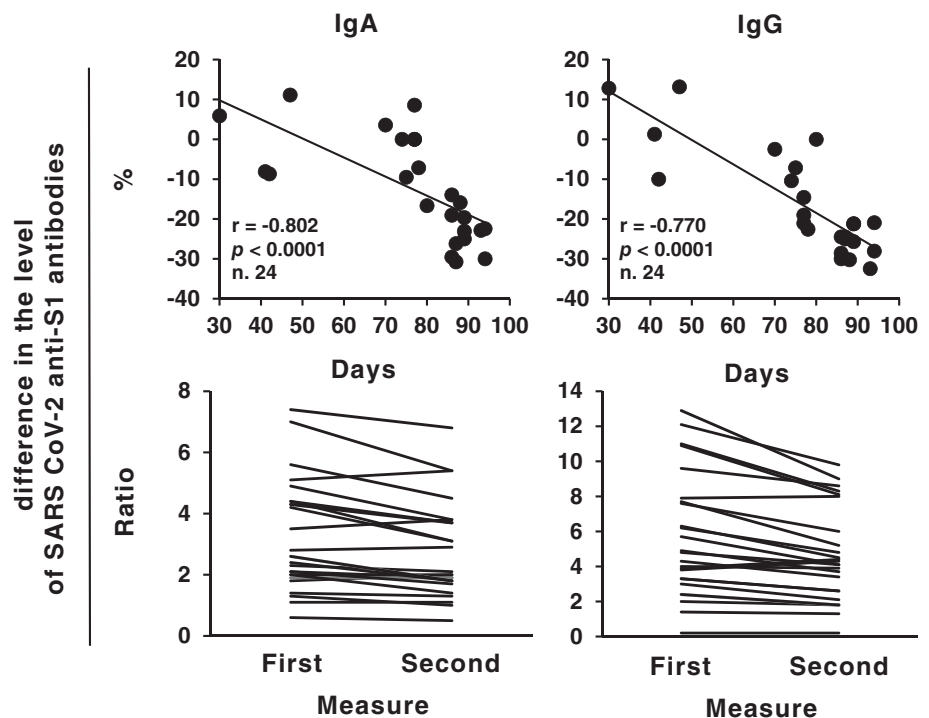 IgA
IgG
difference in the level
of SARS CoV-2 anti-S1 antibodies
%
20
10
0
-10
-20
-30
-40
r = -0.802
p < 0.0001
n. 24
30 40 50 60 70 80 90 100
Days
20
10
0
-10
-20
-30
-40
r = -0.770
p < 0.0001
n. 24
30 40 50 60 70 80 90 100
Days
Ratio
8
6
4
2
0
First Second
Measure
14
12
10
8
6
4
2
0
First Second
Measure